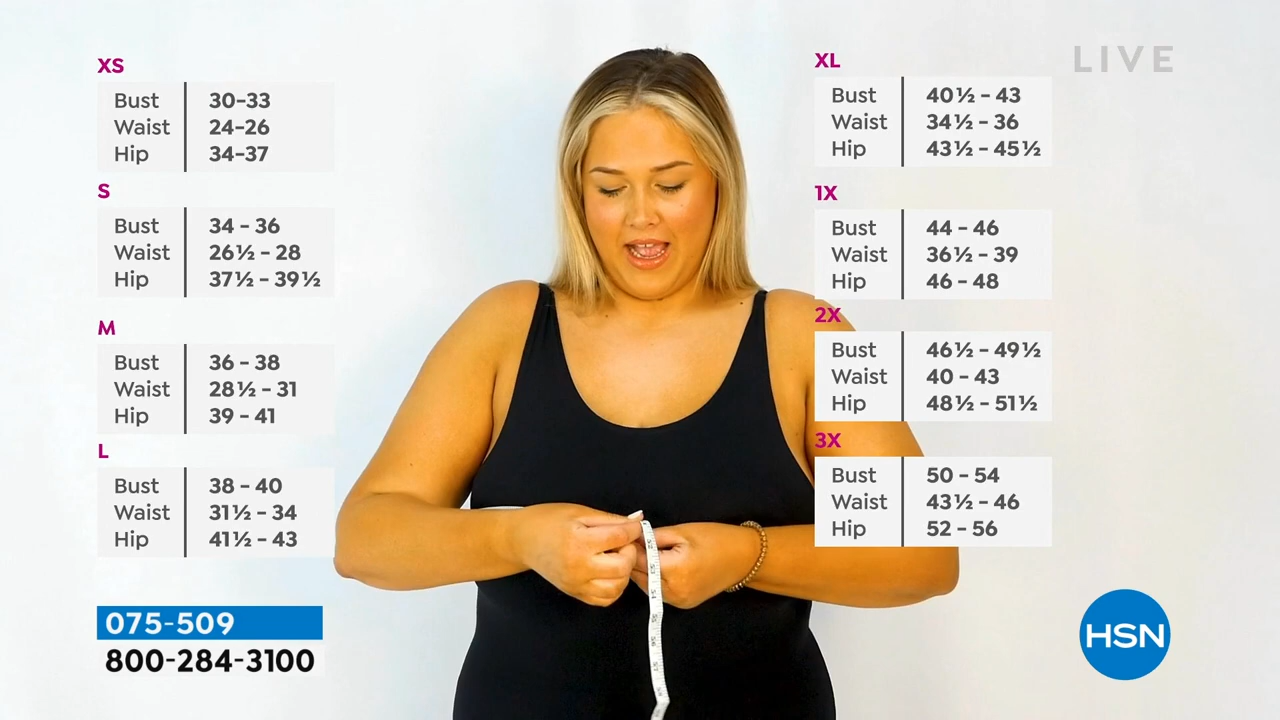 LIVE
XS
Bust 30-33
Waist 24-26
Hip 34-37
S
Bust 34 - 36
Waist 26½ - 28
Hip 37½ - 39½
M
Bust 36 - 38
Waist 28½ - 31
Hip 39 - 41
L
Bust 38 - 40
Waist 31½ - 34
Hip 41½ - 43
XL
Bust 40½ - 43
Waist 34½ - 36
Hip 43½ - 45½
1X
Bust 44 - 46
Waist 36½ - 39
Hip 46 - 48
2X
Bust 46½ - 49½
Waist 40 - 43
Hip 48½ - 51½
3X
Bust 50 - 54
Waist 43½ - 46
Hip 52 - 56
075-509
800-284-3100
HSN